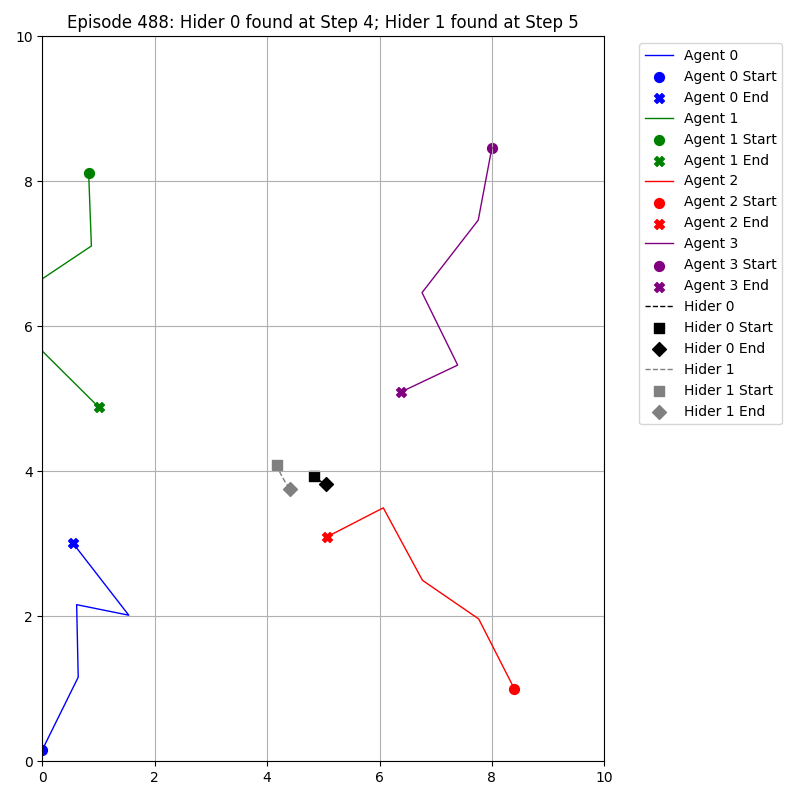 Episode 488: Hider 0 found at Step 4; Hider 1 found at Step 5
10
8
6
4
2
0
0 2 4 6 8 10
Agent 0
Agent 0 Start
Agent 0 End
Agent 1
Agent 1 Start
Agent 1 End
Agent 2
Agent 2 Start
Agent 2 End
Agent 3
Agent 3 Start
Agent 3 End
Hider 0
Hider 0 Start
Hider 0 End
Hider 1
Hider 1 Start
Hider 1 End